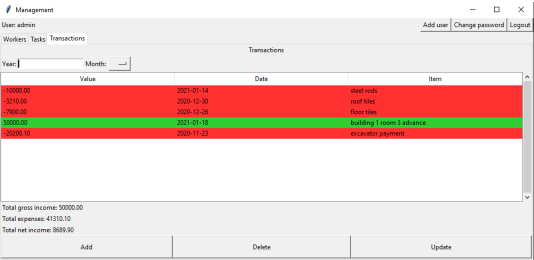 Management
User: admin Add user Change password Logout
Workers Tasks Transactions
Transactions
Year: Month:
Value Date Item
-10000.00 2021-01-14 steel rods
-3210.00 2020-12-30 roof tiles
-7900.00 2020-12-26 floor tiles
50000.00 2021-01-18 building 1 room 3 advance
-20200.10 2020-11-23 excavator payment
Total gross income: 50000.00
Total expenses: 41310.10
Total net income: 8689.90
Add Delete Update